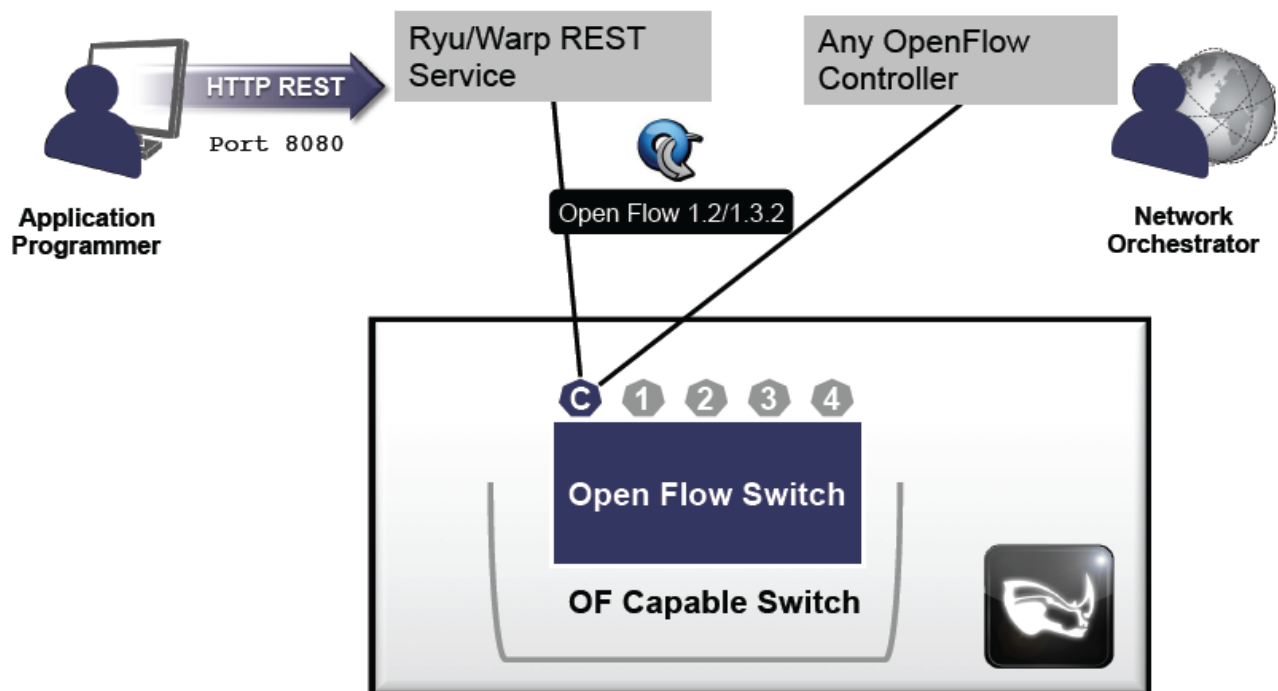 Ryu/Warp REST
Service
Any OpenFlow
Controller
HTTP REST
Port 8080
Application
Programmer
Open Flow 1.2/1.3.2
Network
Orchestrator
C 1 2 3 4
Open Flow Switch
OF Capable Switch